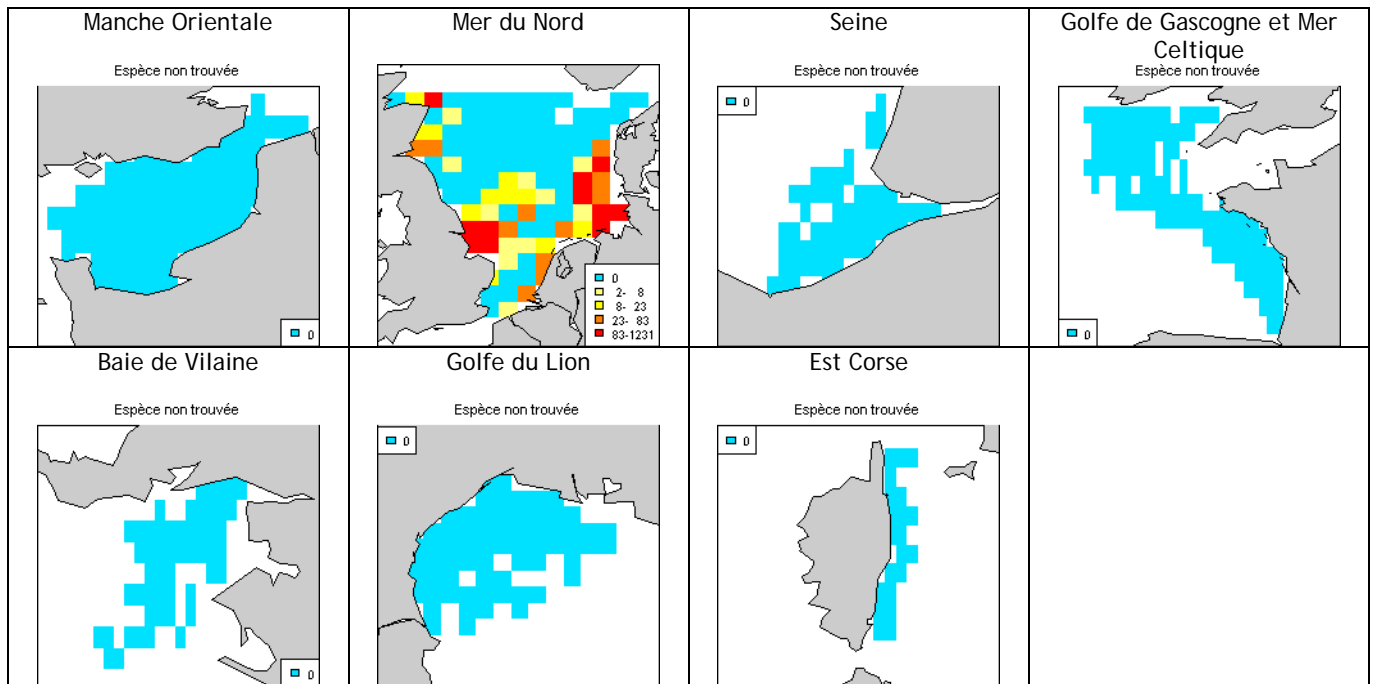 Manche Orientale
Espèce non trouvée
0
Mer du Nord
0
2- 8
8- 23
23- 83
83-1231
Seine
Espèce non trouvée
0
Golfe de Gascogne et Mer
Celtique
Espèce non trouvée
0
Baie de Vilaine
Espèce non trouvée
0
Golfe du Lion
Espèce non trouvée
0
Est Corse
Espèce non trouvée
0